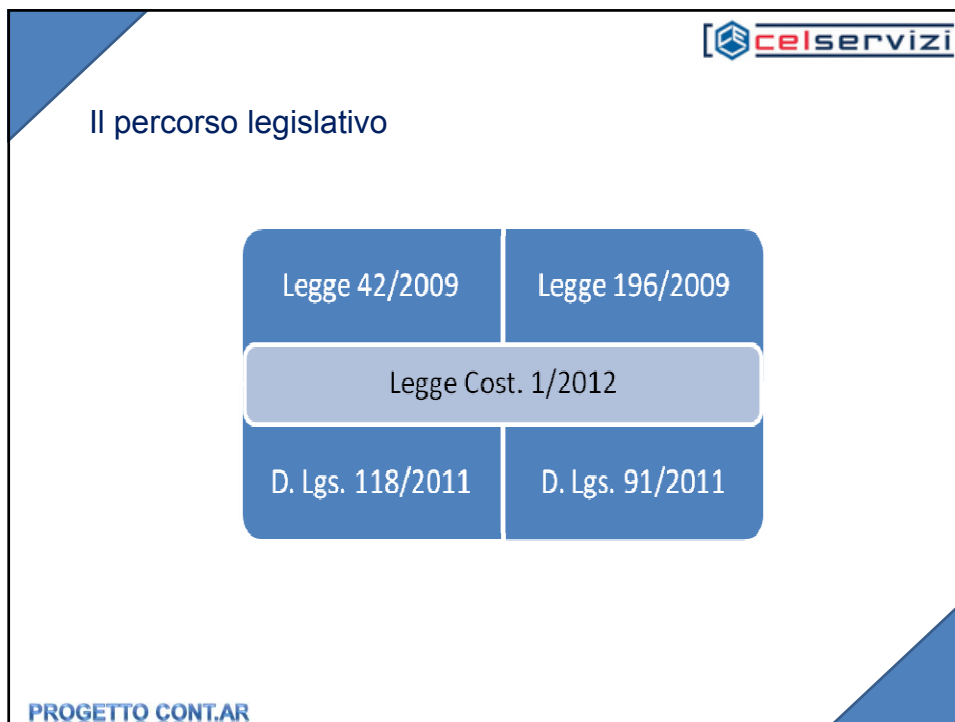 celservizi
Il percorso legislativo
Legge 42/2009
Legge 196/2009
Legge Cost. 1/2012
D. Lgs. 118/2011
D. Lgs. 91/2011
PROGETTO CONT.AR